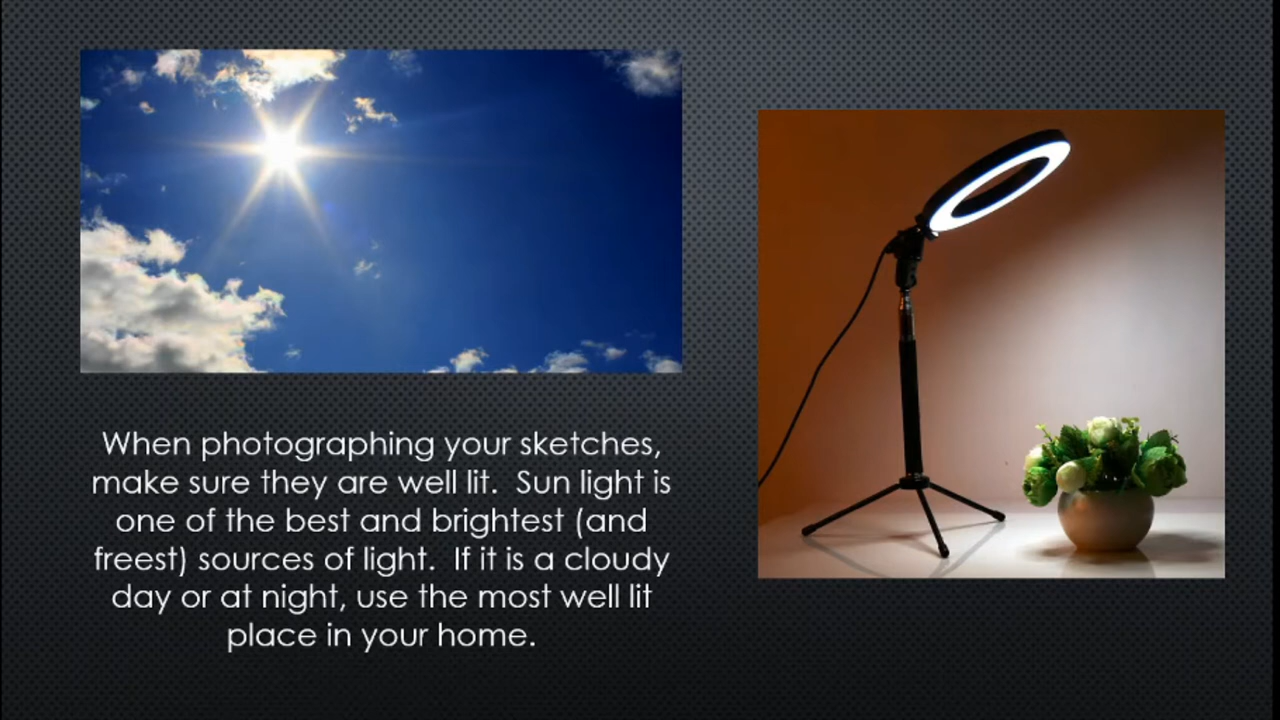 When photographing your sketches,
make sure they are well lit.  Sun light is
one of the best and brightest (and
freest) sources of light.  If it is a cloudy
day or at night, use the most well lit
place in your home.